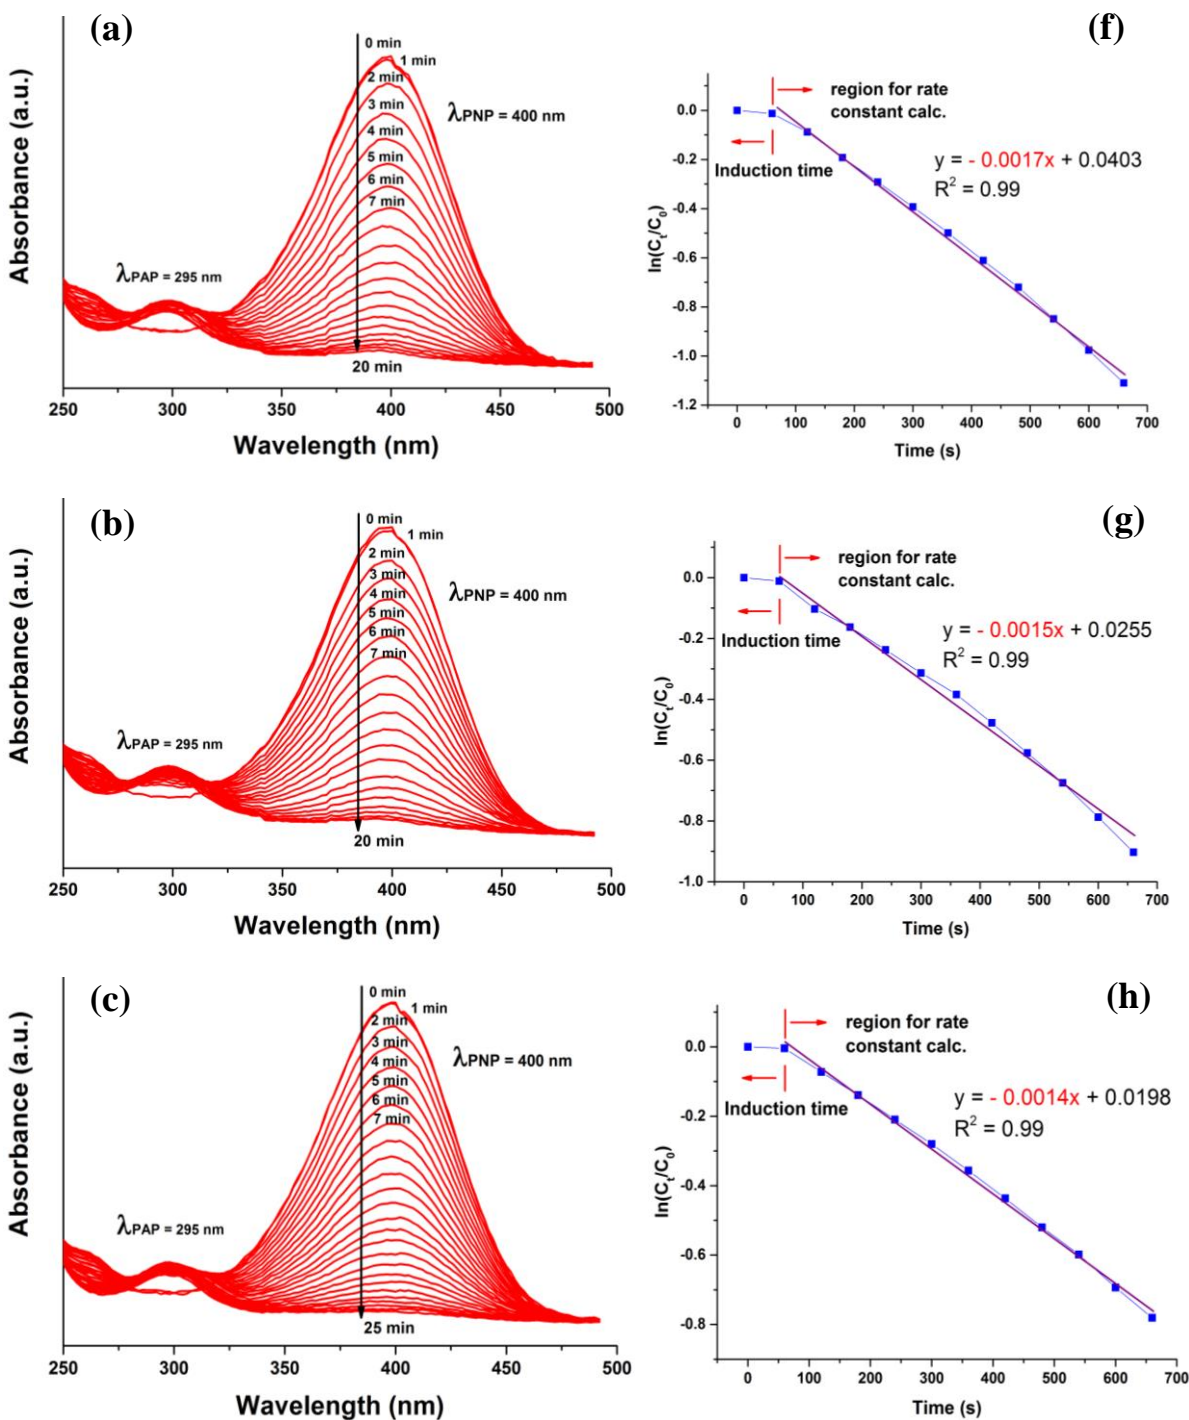 (a)
Absorbance (a.u.)
0 min
1 min
2 min
3 min
4 min
5 min
6 min
7 min
λPNP = 400 nm
λPAP = 295 nm
20 min
250 300 350 400 450 500
Wavelength (nm)
(f)
ln(Ct/C0)
0.0
-0.2
-0.4
-0.6
-0.8
-1.0
-1.2
region for rate
constant calc.
Induction time
y = - 0.0017x + 0.0403
R² = 0.99
0 100 200 300 400 500 600 700
Time (s)
(b)
Absorbance (a.u.)
0 min
1 min
2 min
3 min
4 min
5 min
6 min
7 min
λPNP = 400 nm
λPAP = 295 nm
20 min
250 300 350 400 450 500
Wavelength (nm)
(g)
ln(Ct/C0)
0.0
-0.2
-0.4
-0.6
-0.8
-1.0
region for rate
constant calc.
Induction time
y = - 0.0015x + 0.0255
R² = 0.99
0 100 200 300 400 500 600 700
Time (s)
(c)
Absorbance (a.u.)
0 min
1 min
2 min
3 min
4 min
5 min
6 min
7 min
λPNP = 400 nm
λPAP = 295 nm
25 min
250 300 350 400 450 500
Wavelength (nm)
(h)
ln(Ct/C0)
0.0
-0.2
-0.4
-0.6
-0.8
region for rate
constant calc.
Induction time
y = - 0.0014x + 0.0198
R² = 0.99
0 100 200 300 400 500 600 700
Time (s)